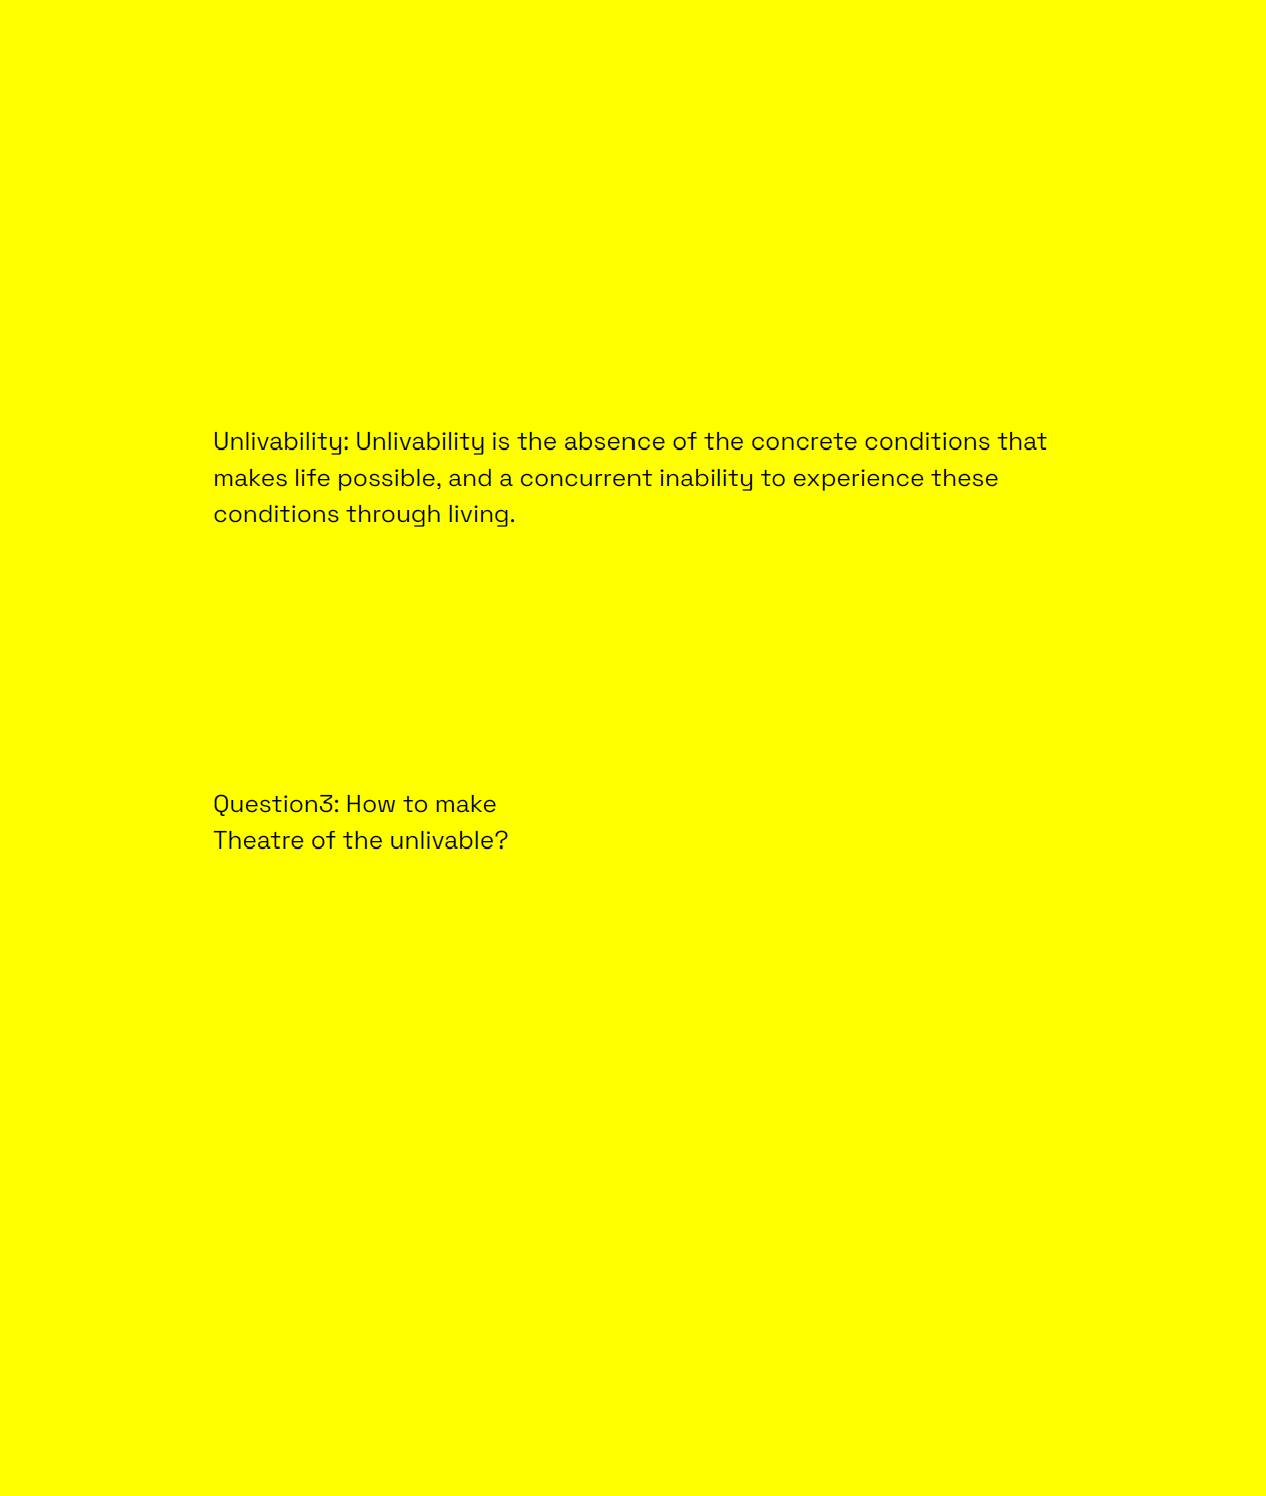 Unlivability: Unlivability is the absence of the concrete conditions that
makes life possible, and a concurrent inability to experience these
conditions through living.
Question3: How to make
Theatre of the unlivable?